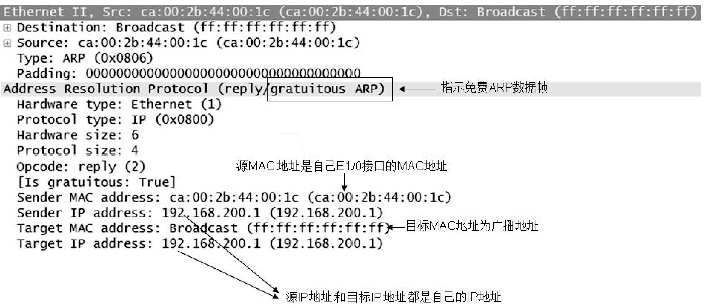 Ethernet II, Src: ca:00:2b:44:00:1c (ca:00:2b:44:00:1c), Dst: Broadcast (ff:ff:ff:ff:ff:ff)
Destination: Broadcast (ff:ff:ff:ff:ff:ff)
Source: ca:00:2b:44:00:1c (ca:00:2b:44:00:1c)
Type: ARP (0x0806)
Padding: 000000000000000000000000000000000000
Address Resolution Protocol (reply/gratuitous ARP)
指示免费ARP数据帧
Hardware type: Ethernet (1)
Protocol type: IP (0x0800)
Hardware size: 6
Protocol size: 4
Opcode: reply (2)
源MAC地址是自己E1/0接口的MAC地址
[Is gratuitous: True]
Sender MAC address: ca:00:2b:44:00:1c (ca:00:2b:44:00:1c)
Sender IP address: 192.168.200.1 (192.168.200.1)
Target MAC address: Broadcast (ff:ff:ff:ff:ff:ff)
目标MAC地址为广播地址
Target IP address: 192.168.200.1 (192.168.200.1)
源IP地址和目标IP地址都是自己的IP地址